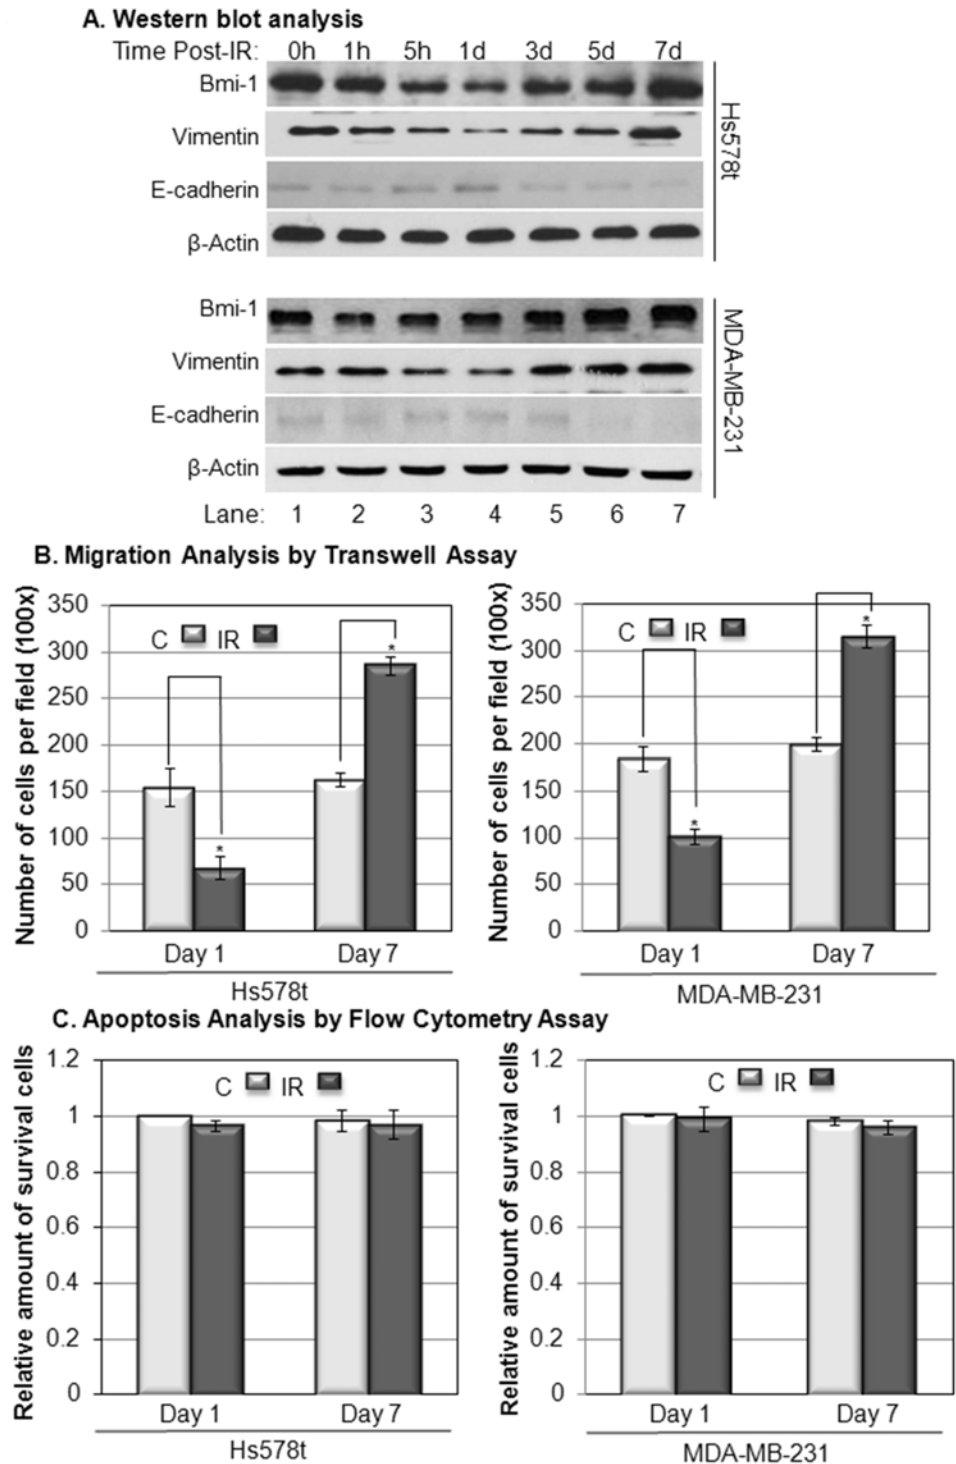 A. Western blot analysis
Time Post-IR: 0h 1h 5h 1d 3d 5d 7d
Bmi-1
Vimentin
E-cadherin
β-Actin
Hs578t
Bmi-1
Vimentin
E-cadherin
β-Actin
MDA-MB-231
Lane: 1 2 3 4 5 6 7
B. Migration Analysis by Transwell Assay
Number of cells per field (100x)
350
300
250
200
150
100
50
0
C IR
*
*
Day 1 Day 7
Hs578t
Number of cells per field (100x)
350
300
250
200
150
100
50
0
C IR
*
*
Day 1 Day 7
MDA-MB-231
C. Apoptosis Analysis by Flow Cytometry Assay
Relative amount of survival cells
1.2
1
0.8
0.6
0.4
0.2
0
C IR
Day 1 Day 7
Hs578t
Relative amount of survival cells
1.2
1
0.8
0.6
0.4
0.2
0
C IR
Day 1 Day 7
MDA-MB-231